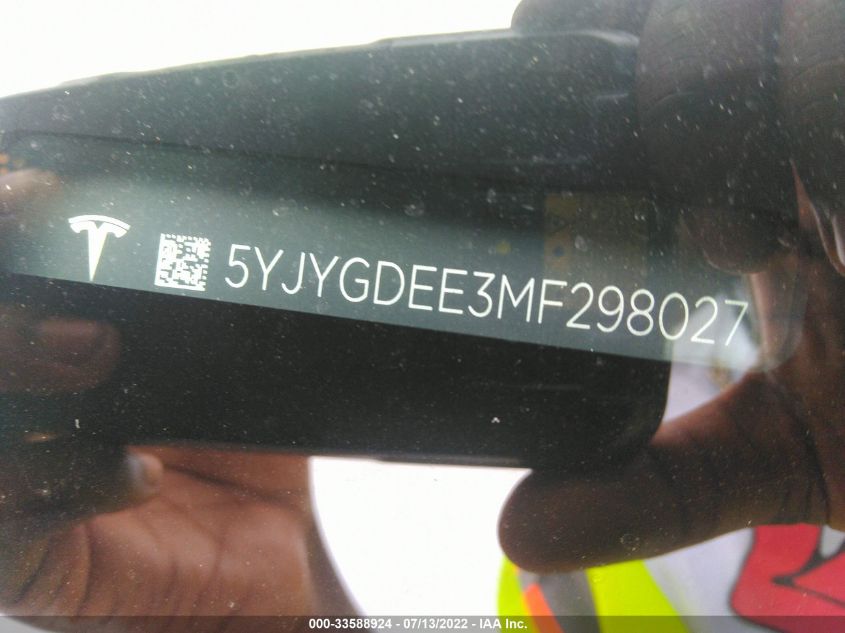 5YJYGDEE3MF298027
000-33588924 - 07/13/2022 - IAA Inc.